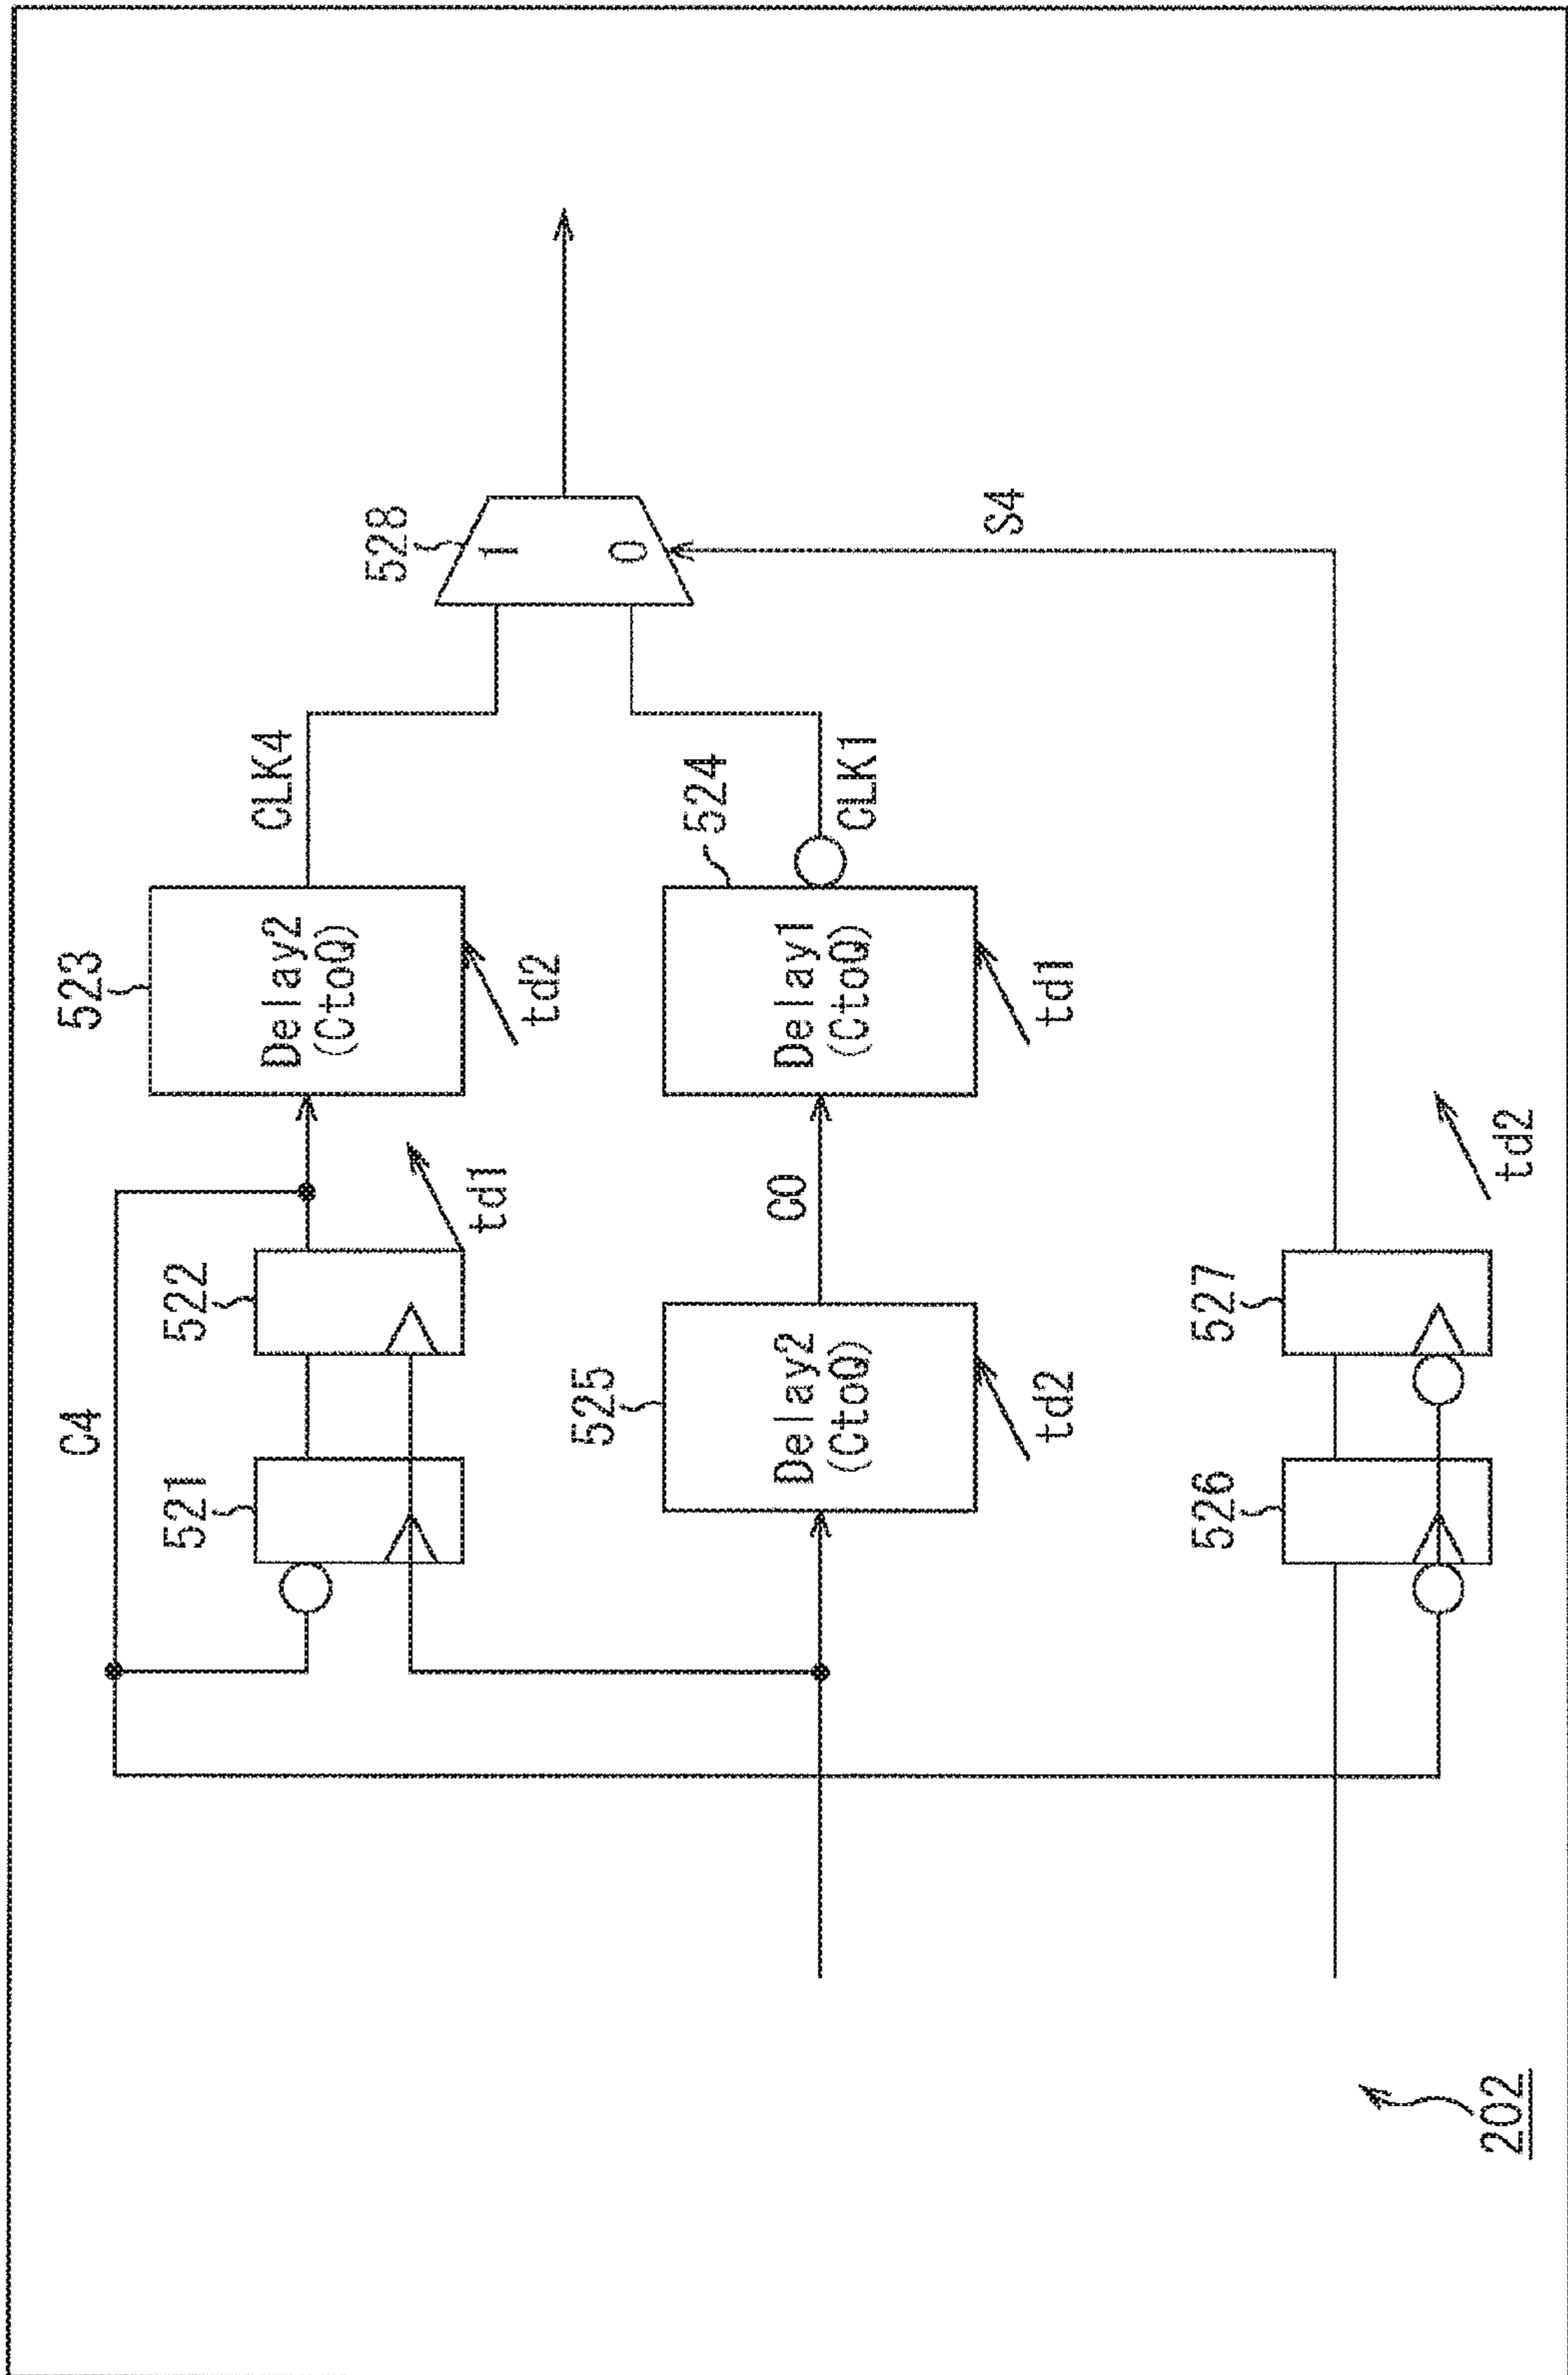 C4
523
521
522
Delay2
(CtoQ)
CLK4
528
td1
td2
1
0
525
524
Delay2
(CtoQ)
C0
Delay1
(CtoQ)
CLK1
td2
td1
S4
526
527
td2
202